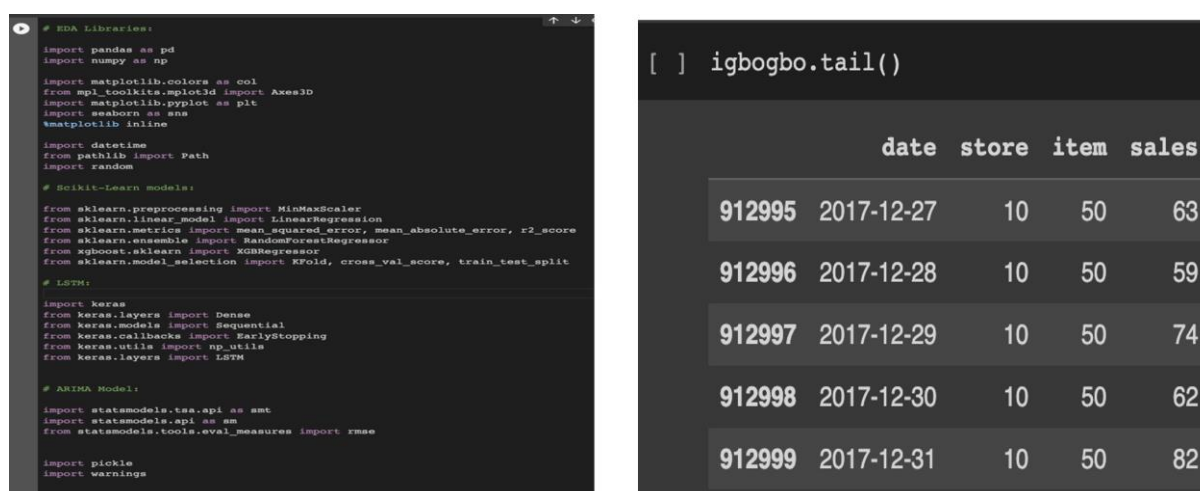 # EDA Libraries:
import pandas as pd
import numpy as np
import matplotlib.colors as col
from mpl_toolkits.mplot3d import Axes3D
import matplotlib.pyplot as plt
import seaborn as sns
%matplotlib inline
import datetime
from pathlib import Path
import random
# Scikit-Learn models:
from sklearn.preprocessing import MinMaxScaler
from sklearn.linear_model import LinearRegression
from sklearn.metrics import mean_squared_error, mean_absolute_error, r2_score
from sklearn.ensemble import RandomForestRegressor
from xgboost.sklearn import XGBRegressor
from sklearn.model_selection import KFold, cross_val_score, train_test_split
# LSTM:
import keras
from keras.layers import Dense
from keras.models import Sequential
from keras.callbacks import EarlyStopping
from keras.utils import np_utils
from keras.layers import LSTM
# ARIMA Model:
import statsmodels.tsa.api as smt
import statsmodels.api as sm
from statsmodels.tools.eval_measures import rmse
import pickle
import warnings
[ ] igbogbo.tail()
date store item sales
912995 2017-12-27 10 50 63
912996 2017-12-28 10 50 59
912997 2017-12-29 10 50 74
912998 2017-12-30 10 50 62
912999 2017-12-31 10 50 82